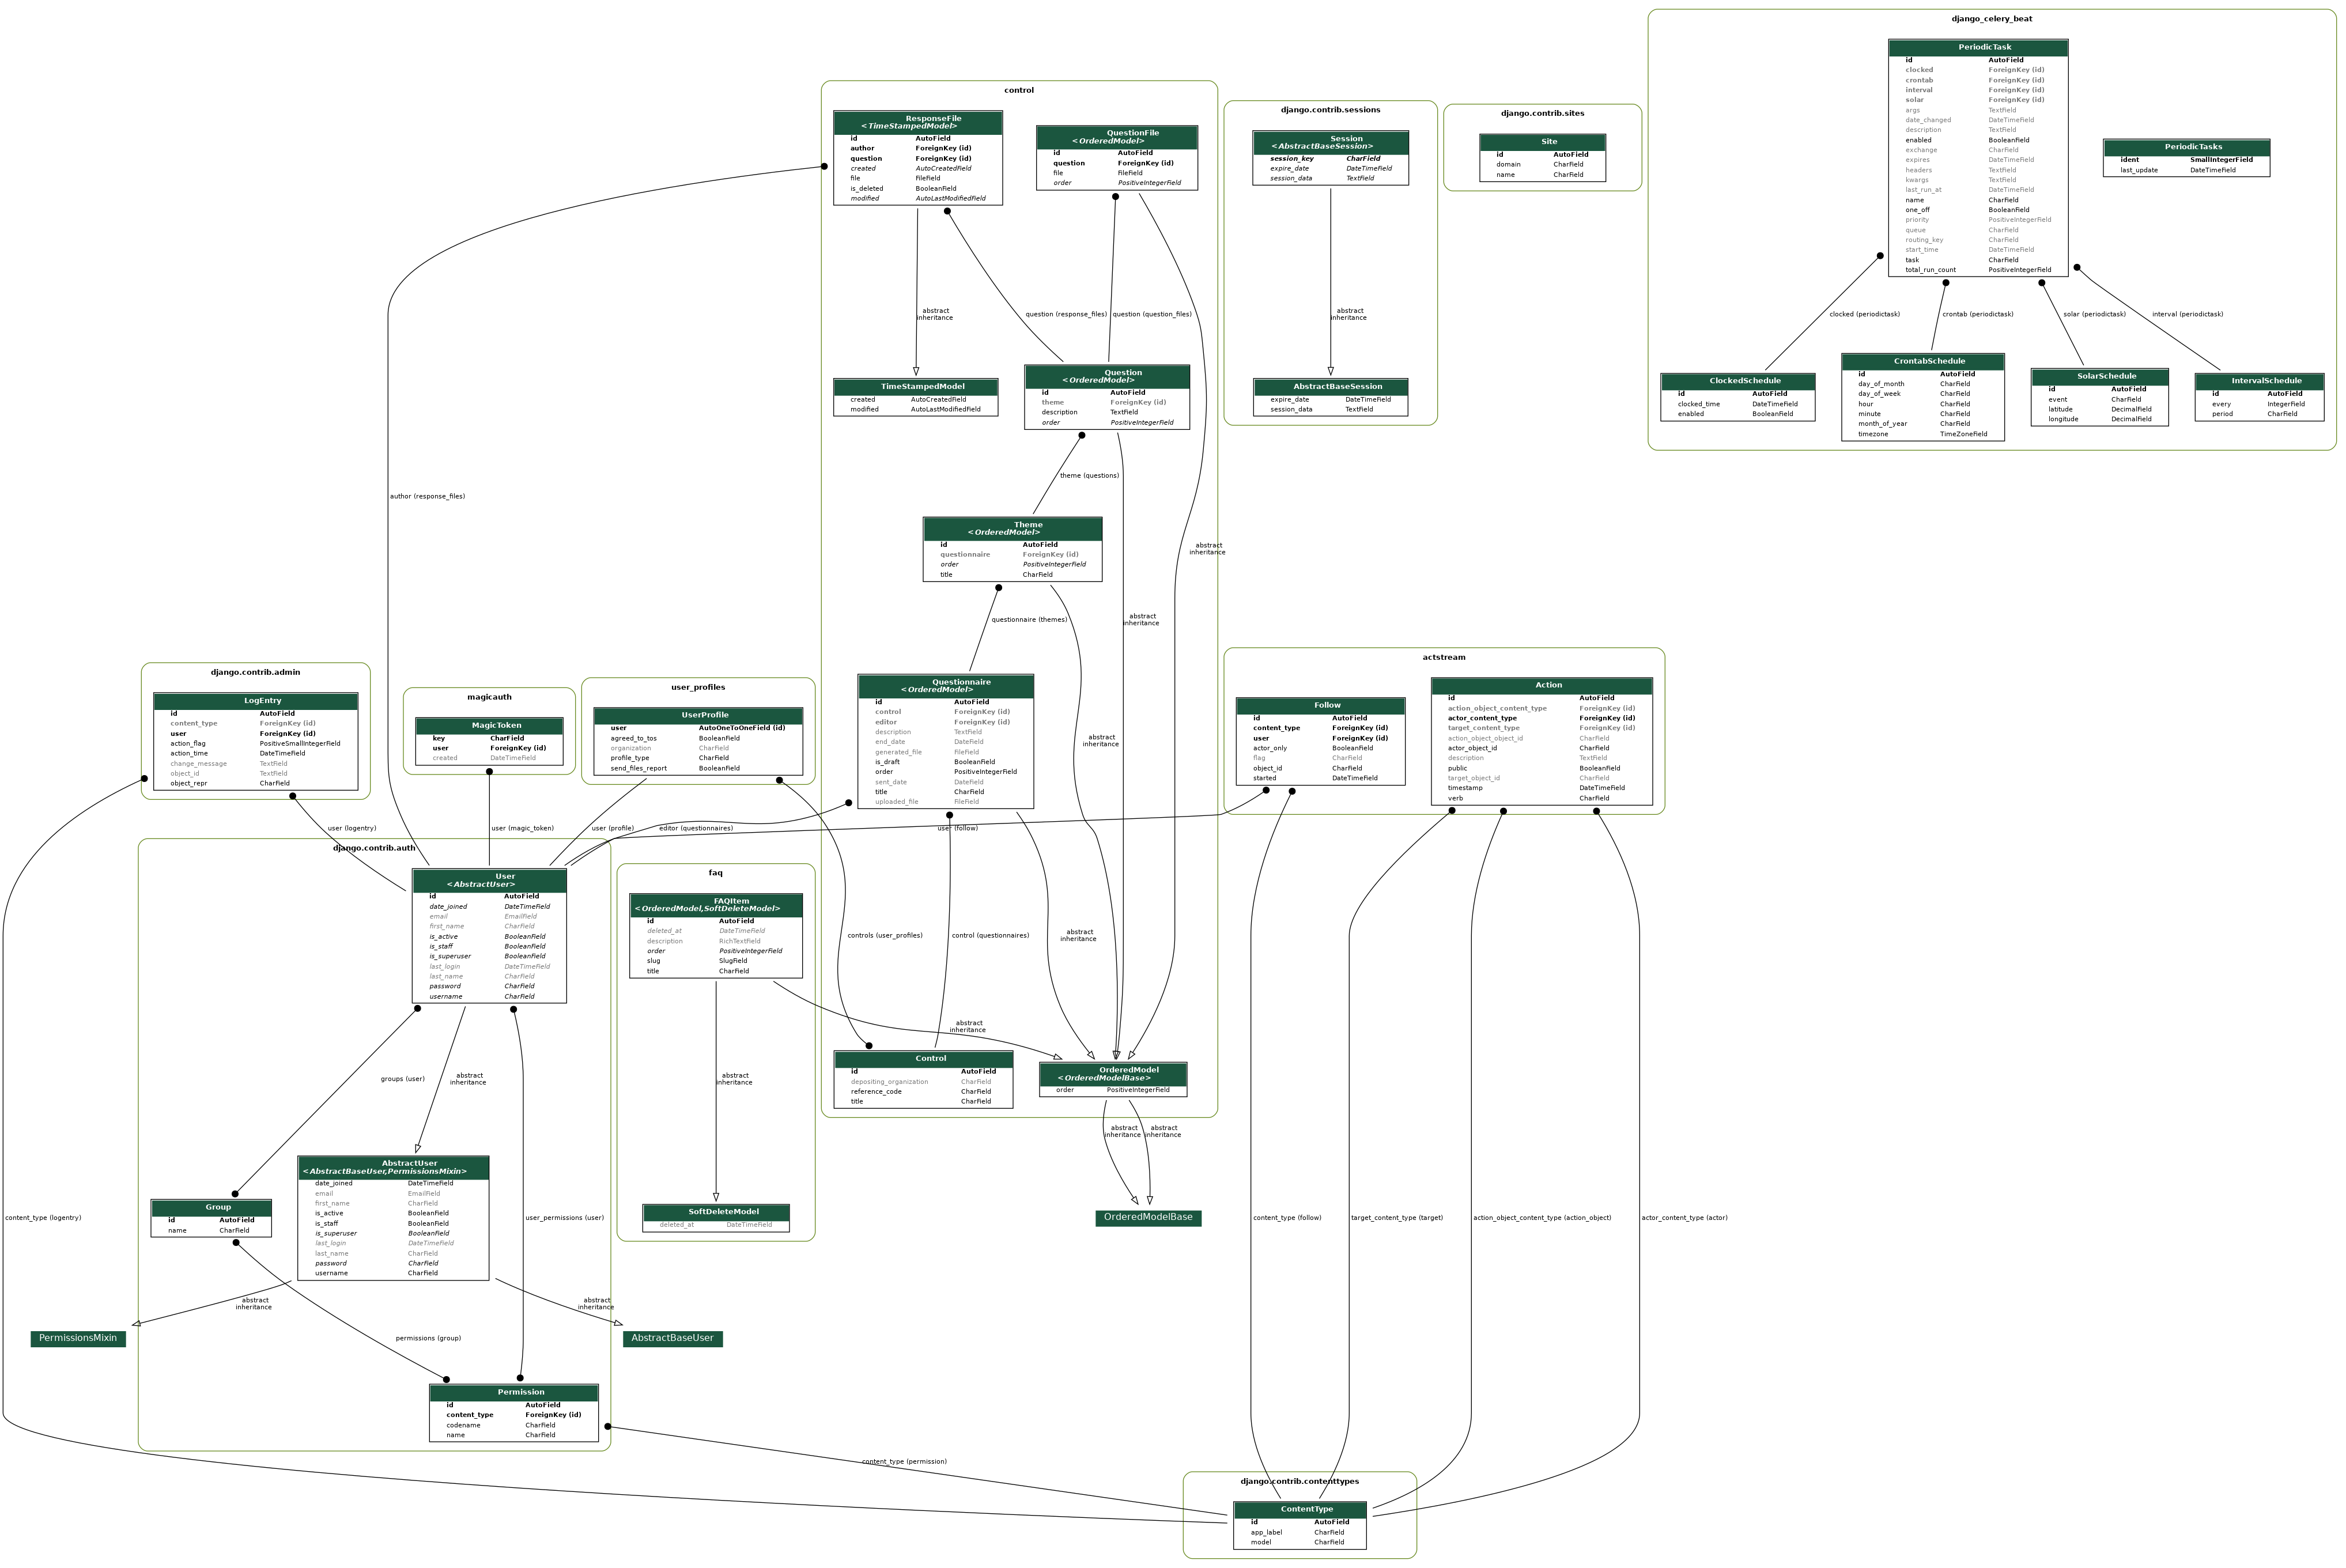 django_celery_beat
PeriodicTask
id AutoField
clocked ForeignKey (id)
crontab ForeignKey (id)
interval ForeignKey (id)
solar ForeignKey (id)
args TextField
date_changed DateTimeField
description TextField
enabled BooleanField
exchange CharField
expires DateTimeField
headers TextField
kwargs TextField
last_run_at DateTimeField
name CharField
one_off BooleanField
priority PositiveIntegerField
queue CharField
routing_key CharField
start_time DateTimeField
task CharField
total_run_count PositiveIntegerField
PeriodicTasks
ident SmallIntegerField
last_update DateTimeField
clocked (periodictask)
crontab (periodictask)
solar (periodictask)
interval (periodictask)
ClockedSchedule
id AutoField
clocked_time DateTimeField
enabled BooleanField
CrontabSchedule
id AutoField
day_of_month CharField
day_of_week CharField
hour CharField
minute CharField
month_of_year CharField
timezone TimeZoneField
SolarSchedule
id AutoField
event CharField
latitude DecimalField
longitude DecimalField
IntervalSchedule
id AutoField
every IntegerField
period CharField
control
ResponseFile
<TimeStampedModel>
id AutoField
author ForeignKey (id)
question ForeignKey (id)
created AutoCreatedField
file FileField
is_deleted BooleanField
modified AutoLastModifiedField
QuestionFile
<OrderedModel>
id AutoField
question ForeignKey (id)
file FileField
order PositiveIntegerField
abstract
inheritance
question (response_files)
question (question_files)
TimeStampedModel
created AutoCreatedField
modified AutoLastModifiedField
Question
<OrderedModel>
id AutoField
theme ForeignKey (id)
description TextField
order PositiveIntegerField
author (response_files)
theme (questions)
Theme
<OrderedModel>
id AutoField
questionnaire ForeignKey (id)
order PositiveIntegerField
title CharField
abstract
inheritance
questionnaire (themes)
abstract
inheritance
Questionnaire
<OrderedModel>
id AutoField
control ForeignKey (id)
editor ForeignKey (id)
description TextField
end_date DateField
generated_file FileField
is_draft BooleanField
order PositiveIntegerField
sent_date DateField
title CharField
uploaded_file FileField
abstract
inheritance
controls (user_profiles)
control (questionnaires)
abstract
inheritance
Control
id AutoField
depositing_organization CharField
reference_code CharField
title CharField
OrderedModel
<OrderedModelBase>
order PositiveIntegerField
abstract
inheritance
abstract
inheritance
OrderedModelBase
django.contrib.sessions
Session
<AbstractBaseSession>
session_key CharField
expire_date DateTimeField
session_data TextField
abstract
inheritance
AbstractBaseSession
expire_date DateTimeField
session_data TextField
django.contrib.sites
Site
id AutoField
domain CharField
name CharField
django.contrib.admin
LogEntry
id AutoField
content_type ForeignKey (id)
user ForeignKey (id)
action_flag PositiveSmallIntegerField
action_time DateTimeField
change_message TextField
object_id TextField
object_repr CharField
magicauth
MagicToken
key CharField
user ForeignKey (id)
created DateTimeField
user_profiles
UserProfile
user AutoOneToOneField (id)
agreed_to_tos BooleanField
organization CharField
profile_type CharField
send_files_report BooleanField
actstream
Follow
id AutoField
content_type ForeignKey (id)
user ForeignKey (id)
actor_only BooleanField
flag CharField
object_id CharField
started DateTimeField
Action
id AutoField
action_object_content_type ForeignKey (id)
actor_content_type ForeignKey (id)
target_content_type ForeignKey (id)
action_object_object_id CharField
actor_object_id CharField
description TextField
public BooleanField
target_object_id CharField
timestamp DateTimeField
verb CharField
user (logentry)
user (magic_token)
user (profile)
editor (questionnaires)
user (follow)
django.contrib.auth
User
<AbstractUser>
id AutoField
date_joined DateTimeField
email EmailField
first_name CharField
is_active BooleanField
is_staff BooleanField
is_superuser BooleanField
last_login DateTimeField
last_name CharField
password CharField
username CharField
groups (user)
abstract
inheritance
user_permissions (user)
Group
id AutoField
name CharField
AbstractUser
<AbstractBaseUser,PermissionsMixin>
date_joined DateTimeField
email EmailField
first_name CharField
is_active BooleanField
is_staff BooleanField
is_superuser BooleanField
last_login DateTimeField
last_name CharField
password CharField
username CharField
abstract
inheritance
abstract
inheritance
PermissionsMixin
permissions (group)
AbstractBaseUser
Permission
id AutoField
content_type ForeignKey (id)
codename CharField
name CharField
faq
FAQItem
<OrderedModel,SoftDeleteModel>
id AutoField
deleted_at DateTimeField
description RichTextField
order PositiveIntegerField
slug SlugField
title CharField
abstract
inheritance
abstract
inheritance
SoftDeleteModel
deleted_at DateTimeField
content_type (logentry)
content_type (follow)
target_content_type (target)
action_object_content_type (action_object)
actor_content_type (actor)
content_type (permission)
django.contrib.contenttypes
ContentType
id AutoField
app_label CharField
model CharField